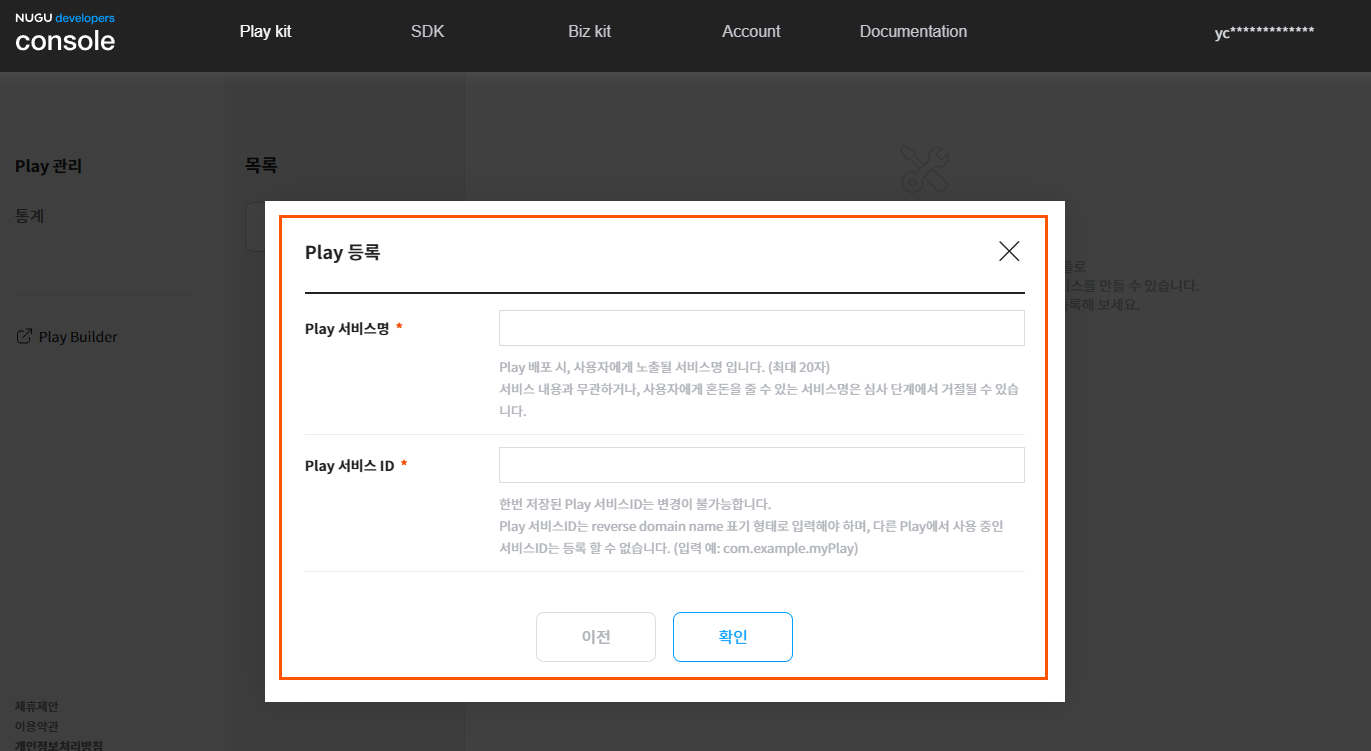 NUGU developers
console
Play kit
SDK
Biz kit
Account
Documentation
yc*************
Play 관리
통계
Play Builder
목록
Play 등록
Play 서비스명 *
Play 배포 시, 사용자에게 노출될 서비스명 입니다. (최대 20자)
서비스 내용과 무관하거나, 사용자에게 혼돈을 줄 수 있는 서비스명은 심사 단계에서 거절될 수 있습
니다.
Play 서비스 ID *
한번 저장된 Play 서비스ID는 변경이 불가능합니다.
Play 서비스ID는 reverse domain name 표기 형태로 입력해야 하며, 다른 Play에서 사용 중인
서비스ID는 등록 할 수 없습니다. (입력 예: com.example.myPlay)
이전
확인
만들 수 있습니다.
보세요.
제휴제안
이용약관
개인정보처리방침